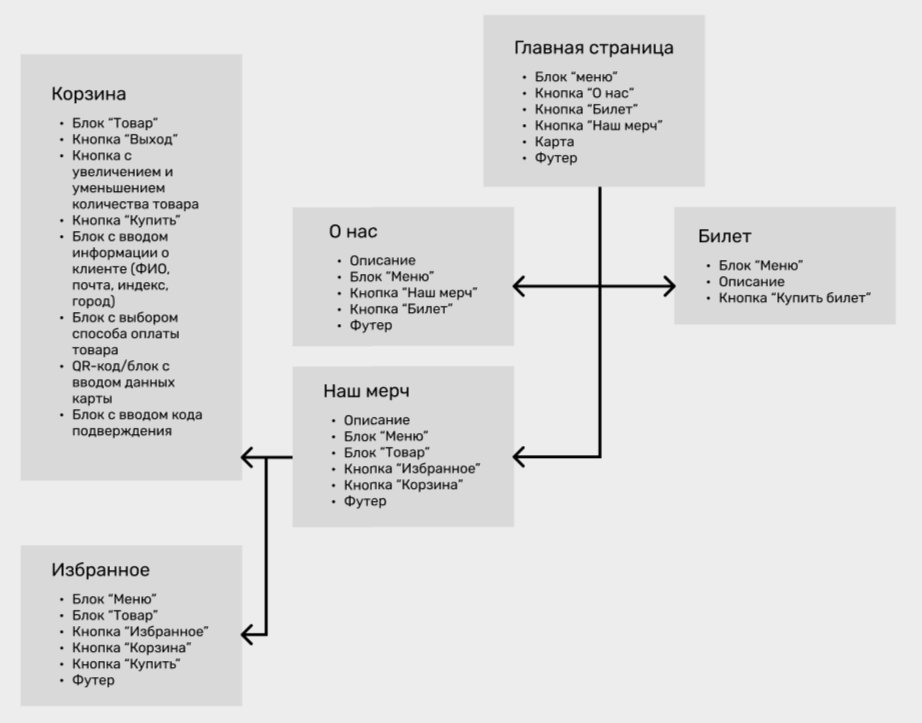 Главная страница
• Блок “меню”
• Кнопка “О нас”
• Кнопка “Билет”
• Кнопка “Наш мерч”
• Карта
• Футер
Корзина
• Блок “Товар”
• Кнопка “Выход”
• Кнопка с
увеличением и
уменьшением
количества товара
• Кнопка “Купить”
• Блок с вводом
информации о
клиенте (ФИО,
почта, индекс,
город)
• Блок с выбором
способа оплаты
товара
• QR-код/блок с
вводом данных
карты
• Блок с вводом кода
подверждения
О нас
• Описание
• Блок “Меню”
• Кнопка “Наш мерч”
• Кнопка “Билет”
• Футер
Билет
• Блок “Меню”
• Описание
• Кнопка “Купить билет”
Наш мерч
• Описание
• Блок “Меню”
• Блок “Товар”
• Кнопка “Избранное”
• Кнопка “Корзина”
• Футер
Избранное
• Блок “Меню”
• Блок “Товар”
• Кнопка “Избранное”
• Кнопка “Корзина”
• Кнопка “Купить”
• Футер